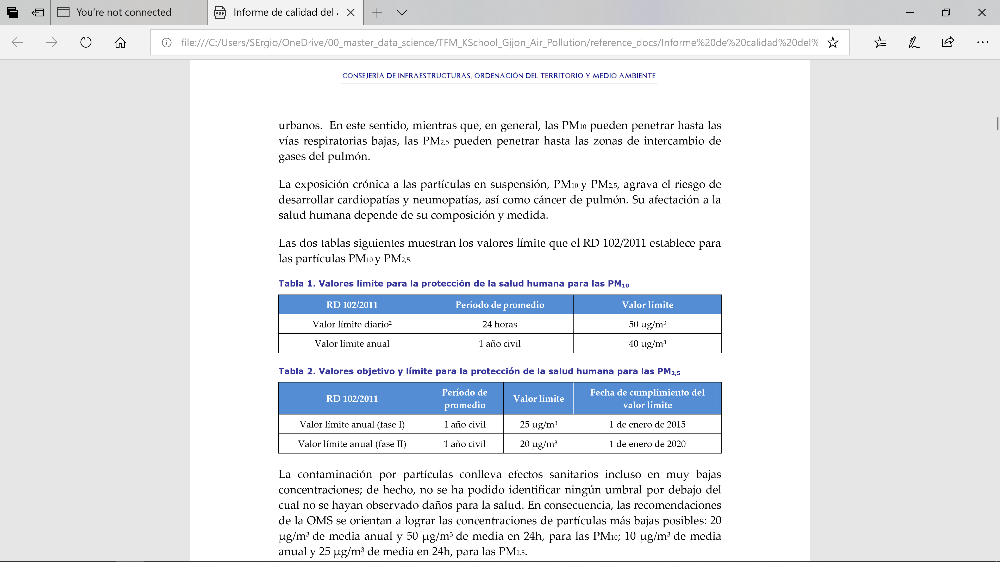 You're not connected
Informe de calidad del a
file:///C:/Users/SErgio/OneDrive/00_master_data_science/TFM_KSchool_Gijon_Air_Pollution/reference_docs/Informe%20de%20calidad%20del%
CONSEJERÍA DE INFRAESTRUCTURAS, ORDENACIÓN DEL TERRITORIO Y MEDIO AMBIENTE
urbanos. En este sentido, mientras que, en general, las PM10 pueden penetrar hasta las
vías respiratorias bajas, las PM2,5 pueden penetrar hasta las zonas de intercambio de
gases del pulmón.
La exposición crónica a las partículas en suspensión, PM10 y PM2,5, agrava el riesgo de
desarrollar cardiopatías y neumopatías, así como cáncer de pulmón. Su afectación a la
salud humana depende de su composición y medida.
Las dos tablas siguientes muestran los valores límite que el RD 102/2011 establece para
las partículas PM10 y PM2,5.
Tabla 1. Valores límite para la protección de la salud humana para las PM10
RD 102/2011 Período de promedio Valor límite
Valor límite diario² 24 horas 50 µg/m³
Valor límite anual 1 año civil 40 µg/m³
Tabla 2. Valores objetivo y límite para la protección de la salud humana para las PM2,5
RD 102/2011 Período de promedio Valor límite Fecha de cumplimiento del valor límite
Valor límite anual (fase I) 1 año civil 25 µg/m³ 1 de enero de 2015
Valor límite anual (fase II) 1 año civil 20 µg/m³ 1 de enero de 2020
La contaminación por partículas conlleva efectos sanitarios incluso en muy bajas
concentraciones; de hecho, no se ha podido identificar ningún umbral por debajo del
cual no se hayan observado daños para la salud. En consecuencia, las recomendaciones
de la OMS se orientan a lograr las concentraciones de partículas más bajas posibles: 20
µg/m³ de media anual y 50 µg/m³ de media en 24h, para las PM10; 10 µg/m³ de media
anual y 25 µg/m³ de media en 24h, para las PM2,5.